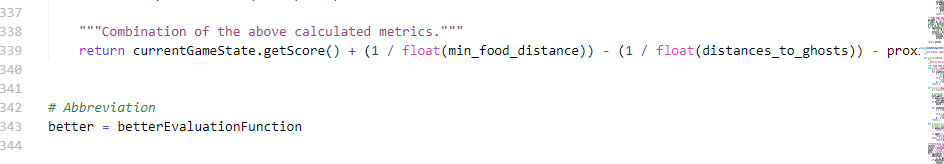 337
338 """Combination of the above calculated metrics."""
339 return currentGameState.getScore() + (1 / float(min_food_distance)) - (1 / float(distances_to_ghosts)) - prox
340
341
342 # Abbreviation
343 better = betterEvaluationFunction
344